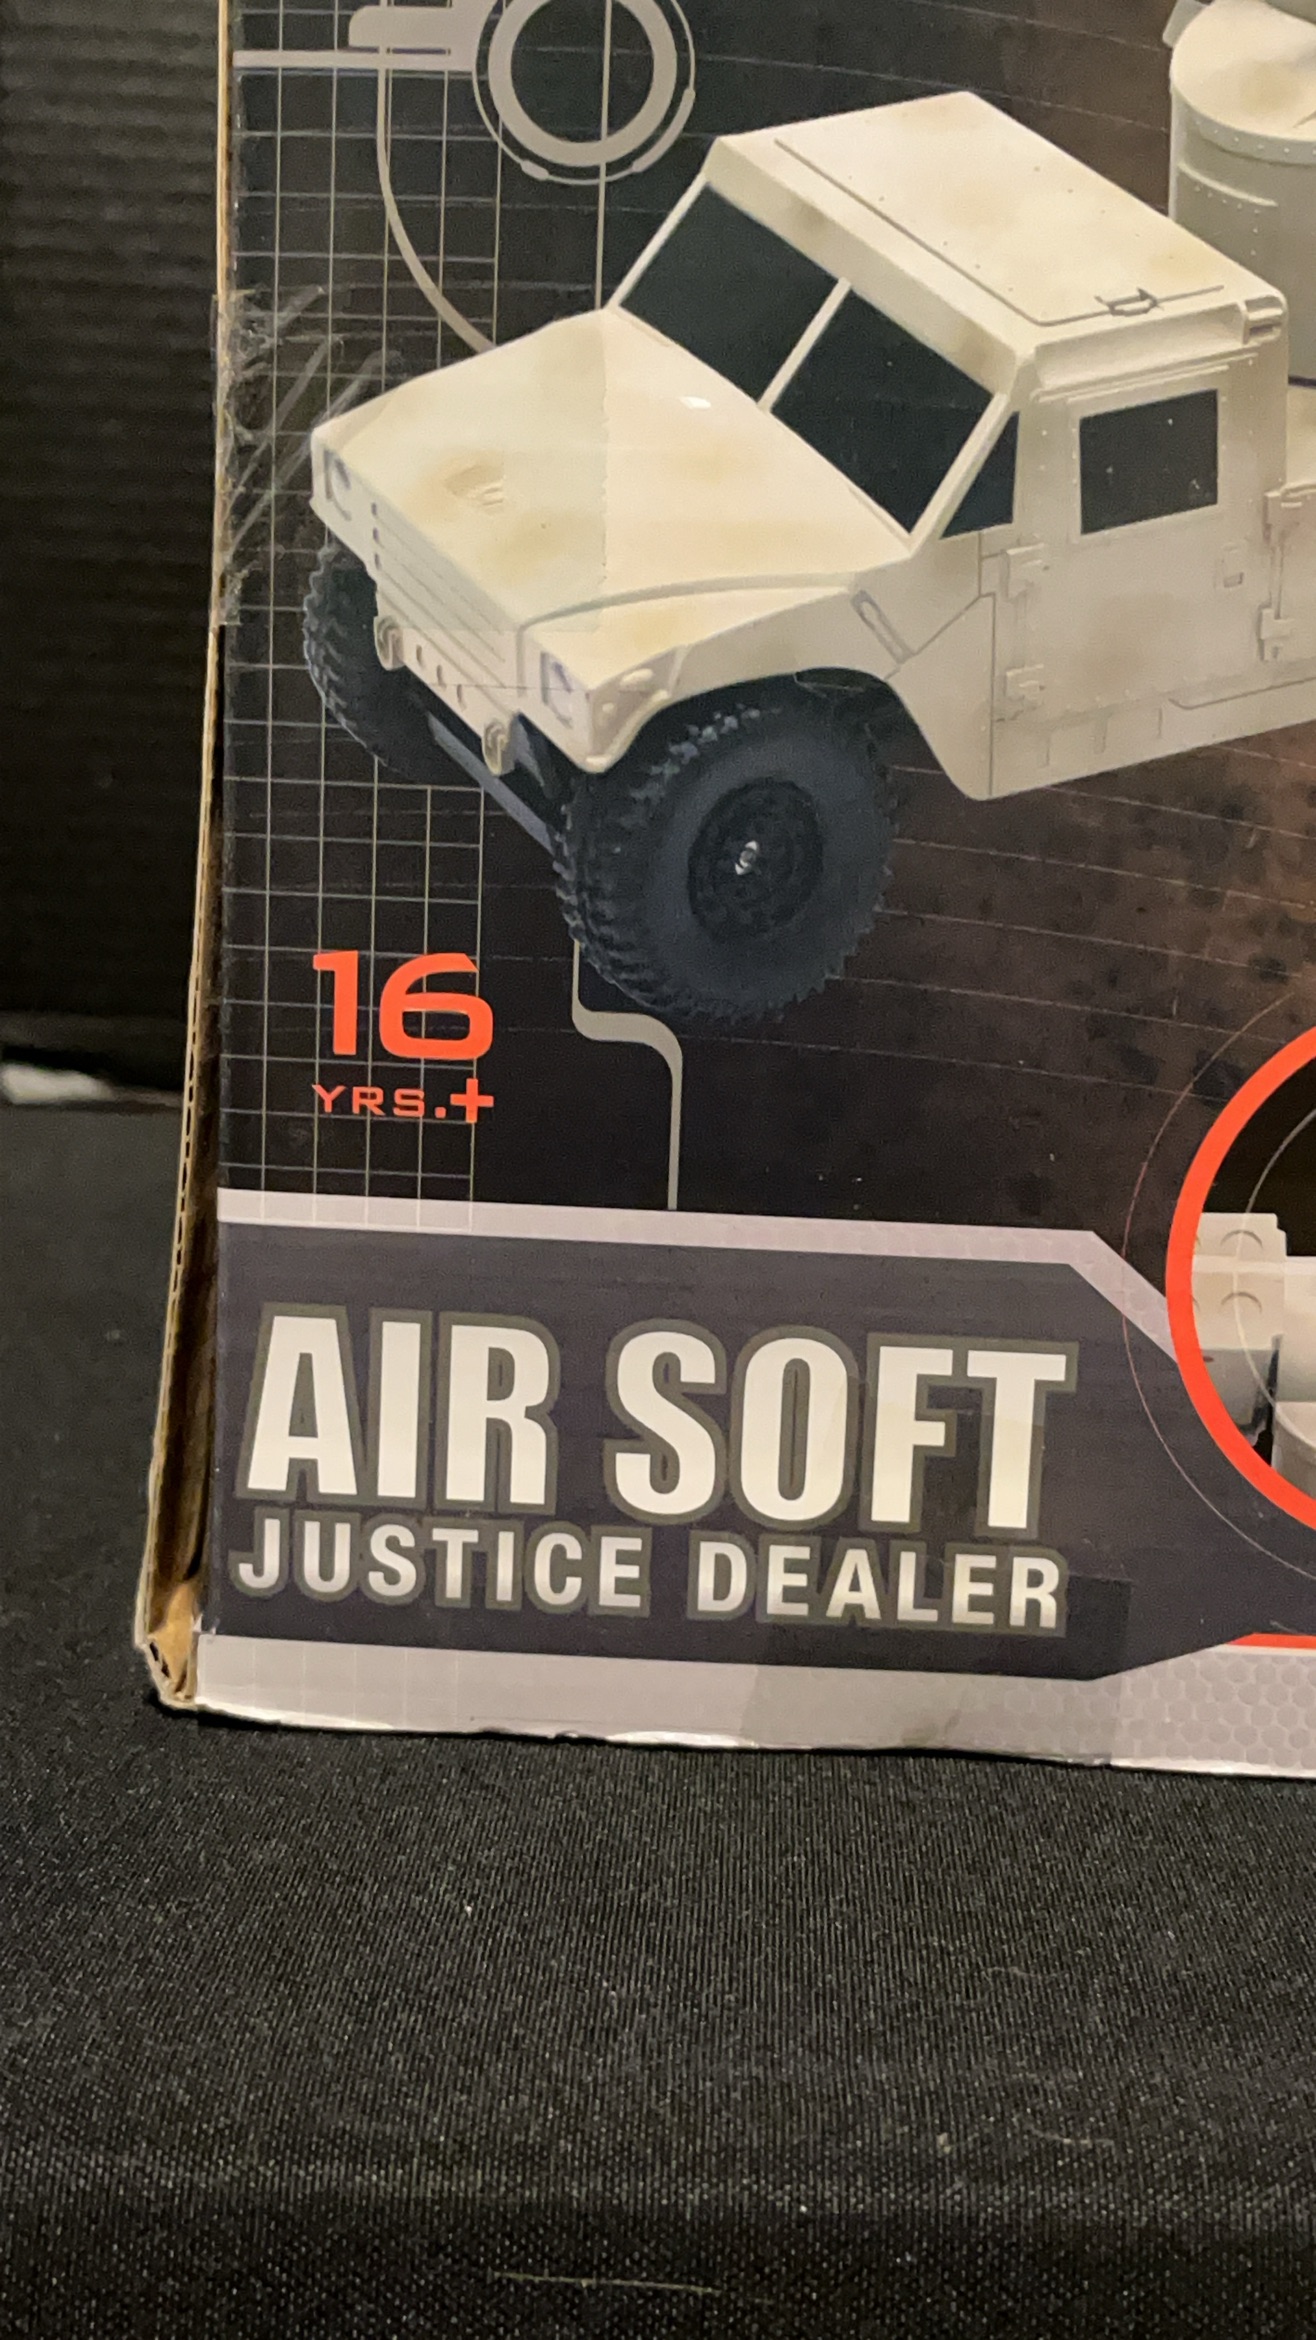 16
YRS.+
AIR SOFT
JUSTICE DEALER